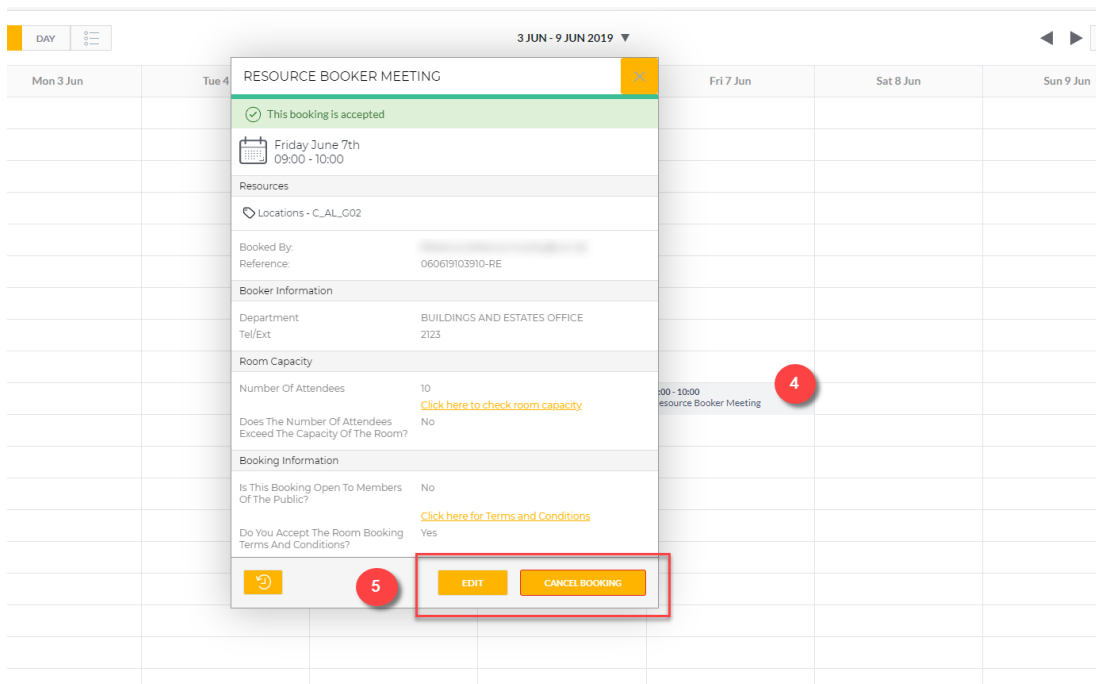 DAY
3 JUN - 9 JUN 2019
Mon 3 Jun
Tue 4
Fri 7 Jun
Sat 8 Jun
Sun 9 Jun
RESOURCE BOOKER MEETING
This booking is accepted
Friday June 7th
09:00 - 10:00
Resources
Locations - C_AL_G02
Booked By:
Reference: 060619103910-RE
Booker Information
Department BUILDINGS AND ESTATES OFFICE
Tel/Ext 2123
Room Capacity
Number Of Attendees 10
Click here to check room capacity
Does The Number Of Attendees No
Exceed The Capacity Of The Room?
Booking Information
Is This Booking Open To Members No
Of The Public?
Click here for Terms and Conditions
Do You Accept The Room Booking Yes
Terms And Conditions?
:00 - 10:00
esource Booker Meeting
4
5
EDIT
CANCEL BOOKING